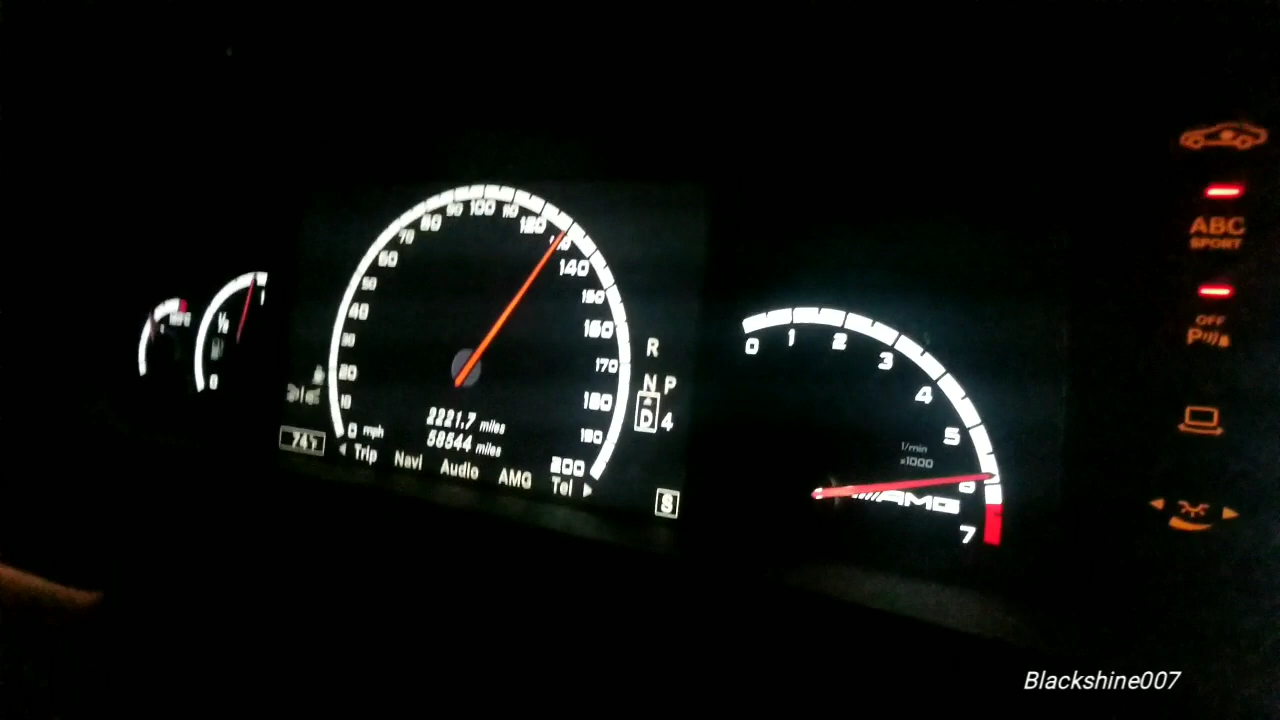 1/2
1
0
0 10 20 30 40 50 60 70 80 90 100 110 120 140 150 160 170 180 190 200
mph
2221.7 miles
58544 miles
74°F
Trip Navi Audio AMG Tel
R
N P
D 4
S
0 1 2 3 4 5 6 7
1/min
x1000
AMG
ABC
SPORT
OFF
P
Blackshine007